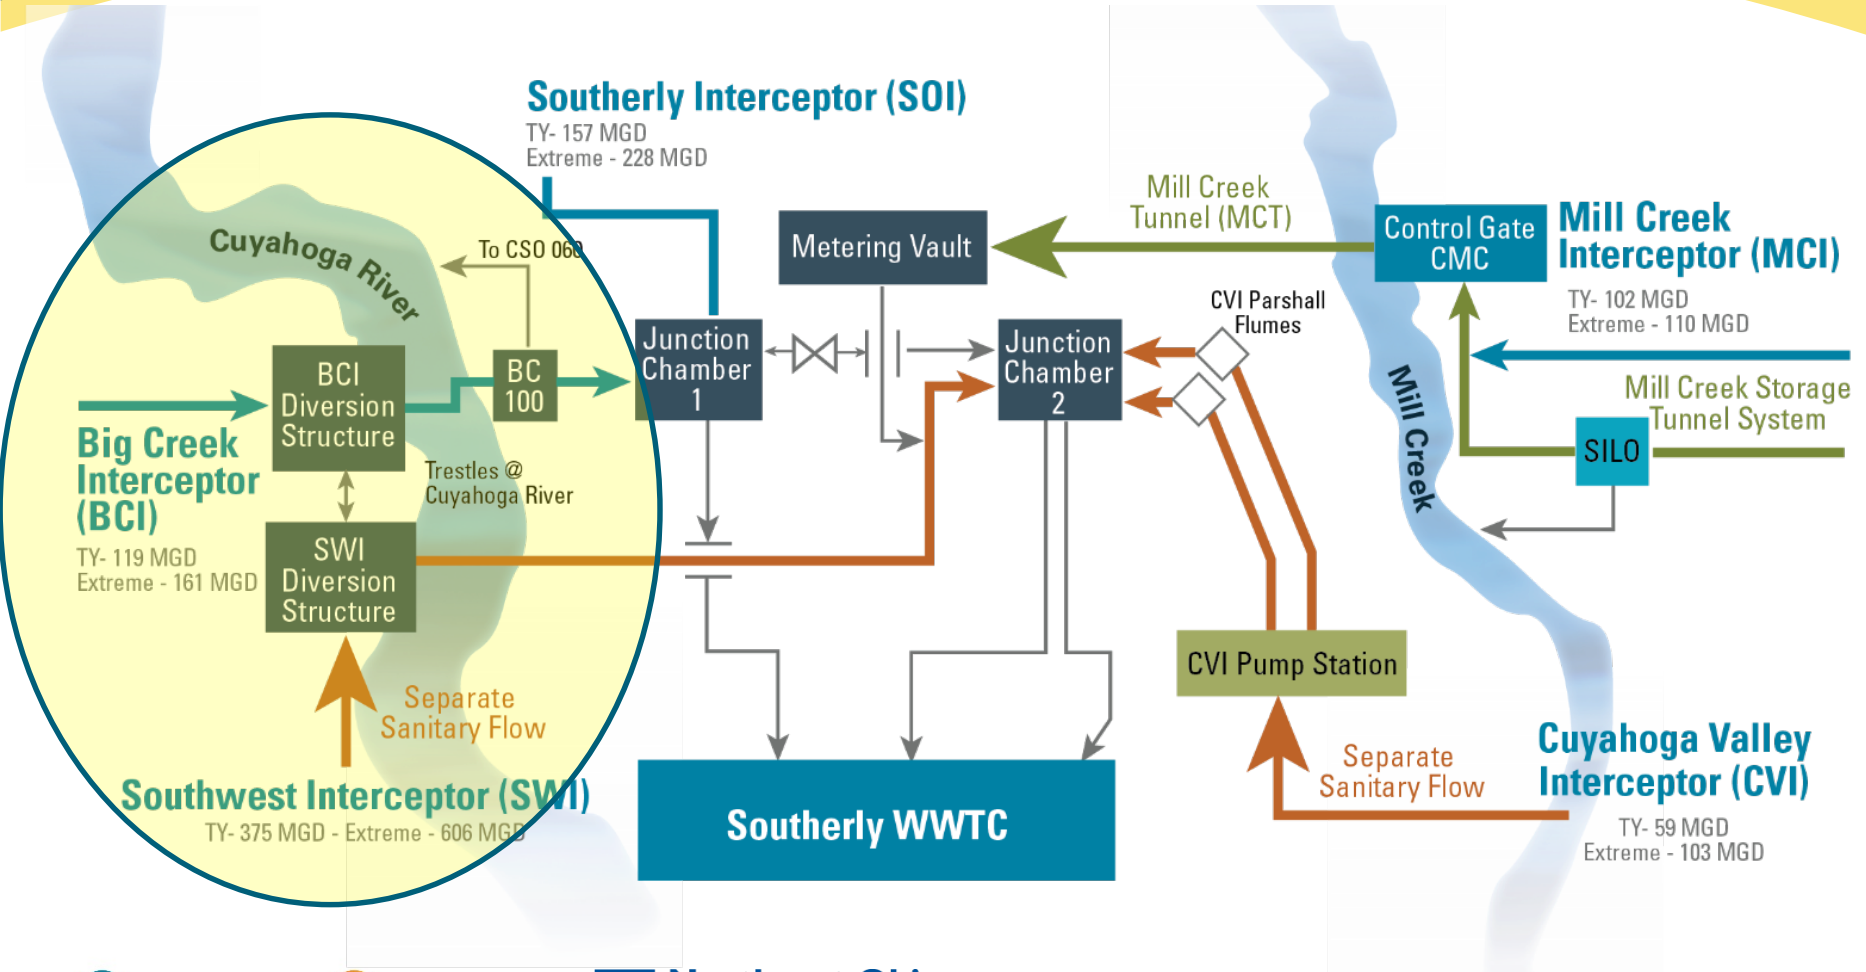 Southerly Interceptor (SOI)
TY- 157 MGD
Extreme - 228 MGD
Mill Creek
Tunnel (MCT)
Control Gate
CMC
Mill Creek
Interceptor (MCI)
TY- 102 MGD
Extreme - 110 MGD
Cuyahoga River
To CSO 060
Metering Vault
CVI Parshall
Flumes
Junction
Chamber
1
Junction
Chamber
2
BCI
Diversion
Structure
BC
100
Mill Creek
Mill Creek Storage
Tunnel System
SILO
Big Creek
Interceptor
(BCI)
TY- 119 MGD
Extreme - 161 MGD
Trestles @
Cuyahoga River
SWI
Diversion
Structure
Separate
Sanitary Flow
CVI Pump Station
Southwest Interceptor (SWI)
TY- 375 MGD - Extreme - 606 MGD
Southerly WWTC
Separate
Sanitary Flow
Cuyahoga Valley
Interceptor (CVI)
TY- 59 MGD
Extreme - 103 MGD